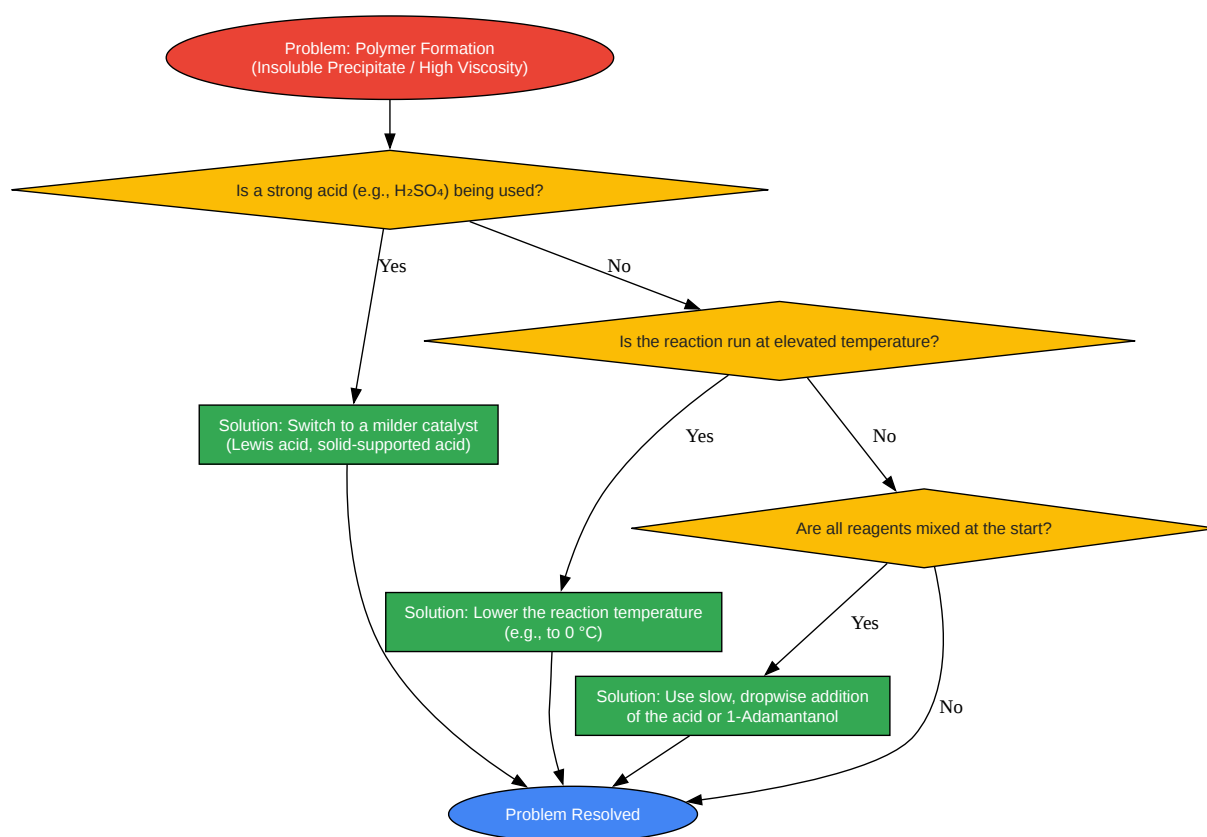 Problem: Polymer Formation
(Insoluble Precipitate / High Viscosity)
Is a strong acid (e.g., H₂SO₄) being used?
Yes
No
Is the reaction run at elevated temperature?
Solution: Switch to a milder catalyst
(Lewis acid, solid-supported acid)
Yes
No
Are all reagents mixed at the start?
Solution: Lower the reaction temperature
(e.g., to 0 °C)
Yes
Solution: Use slow, dropwise addition
of the acid or 1-Adamantanol
No
Problem Resolved